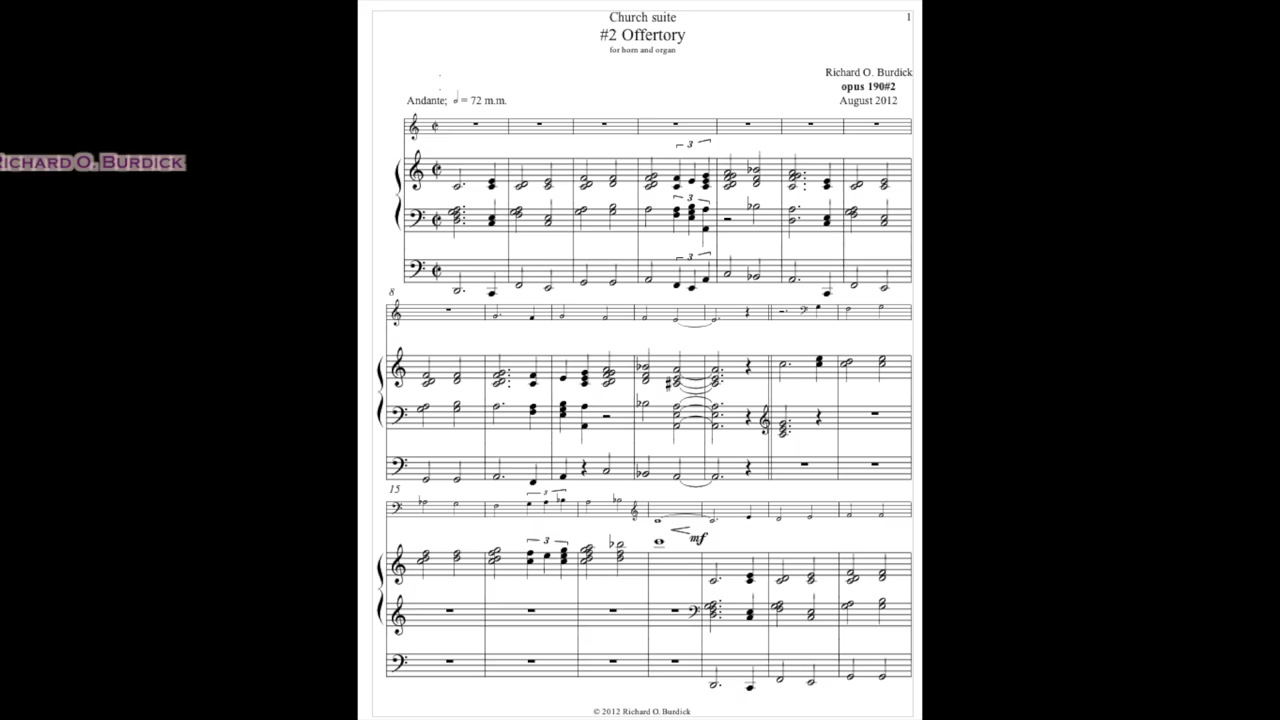 Church suite
1
#2 Offertory
for horn and organ
Richard O. Burdick
opus 190#2
Andante; 𝅗𝅥 = 72 m.m.
August 2012
RICHARD O. BURDICK
3
3
3
8
15
3
mf
3
© 2012 Richard O. Burdick